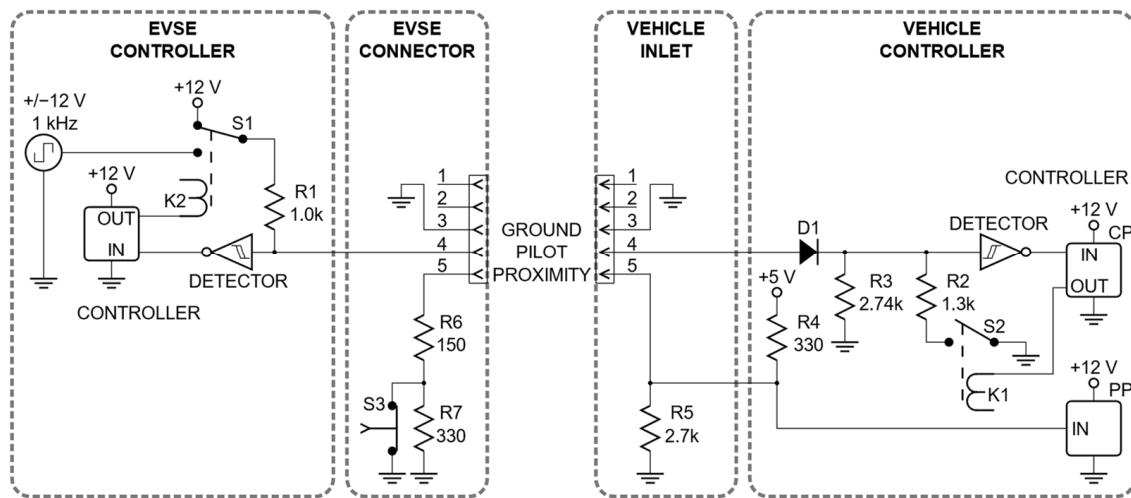 EVSE
CONTROLLER
+/−12 V
1 kHz
+12 V
S1
+12 V
K2
OUT
IN
R1
1.0k
DETECTOR
CONTROLLER
EVSE
CONNECTOR
1
2
3
4
5
R6
150
S3
R7
330
GROUND
PILOT
PROXIMITY
VEHICLE
INLET
1
2
3
4
5
R5
2.7k
VEHICLE
CONTROLLER
CONTROLLER
D1
DETECTOR
+12 V
CP
IN
OUT
+5 V
R4
330
R3
2.74k
R2
1.3k
S2
K1
+12 V
PP
IN